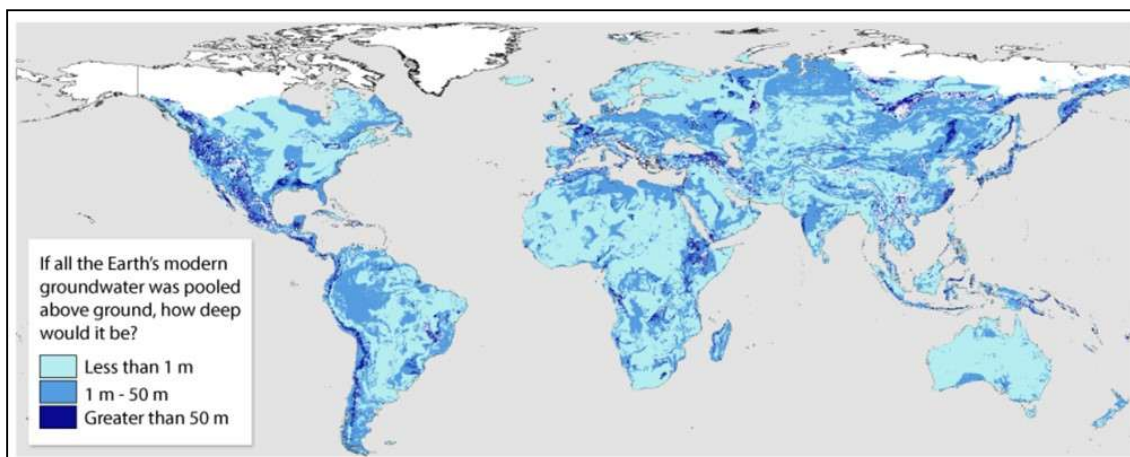 If all the Earth's modern
groundwater was pooled
above ground, how deep
would it be?
Less than 1 m
1 m - 50 m
Greater than 50 m